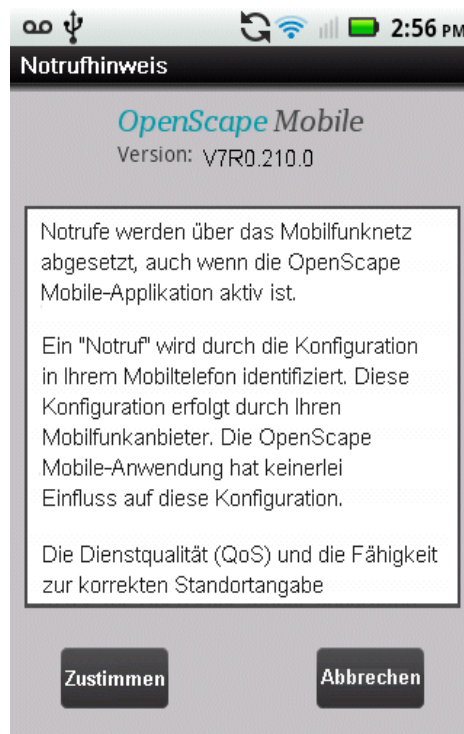 2:56 PM
Notrufhinweis
OpenScape Mobile
Version: V7R0.210.0
Notrufe werden über das Mobilfunknetz
abgesetzt, auch wenn die OpenScape
Mobile-Applikation aktiv ist.
Ein "Notruf" wird durch die Konfiguration
in Ihrem Mobiltelefon identifiziert. Diese
Konfiguration erfolgt durch Ihren
Mobilfunkanbieter. Die OpenScape
Mobile-Anwendung hat keinerlei
Einfluss auf diese Konfiguration.
Die Dienstqualität (QoS) und die Fähigkeit
zur korrekten Standortangabe
Zustimmen Abbrechen